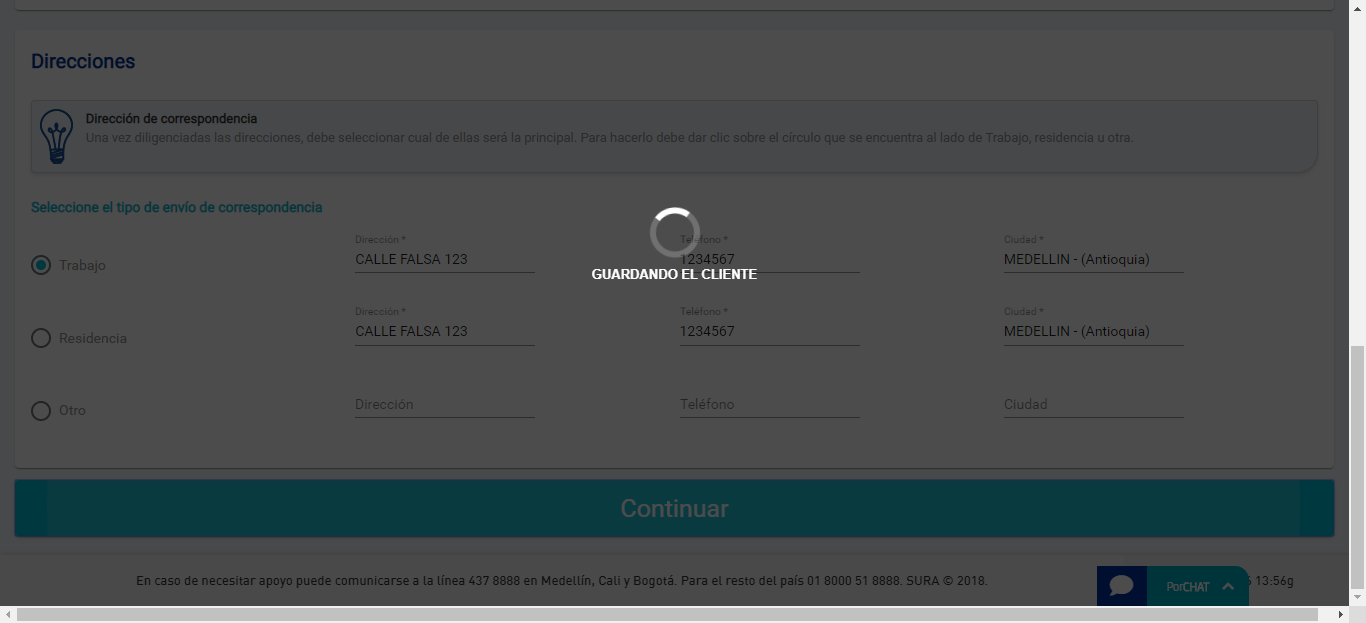 Direcciones
Dirección de correspondencia
Una vez diligenciadas las direcciones, debe seleccionar cual de ellas será la principal. Para hacerlo debe dar clic sobre el círculo que se encuentra al lado de Trabajo, residencia u otra.
Seleccione el tipo de envío de correspondencia
Dirección * Teléfono * Ciudad *
Trabajo CALLE FALSA 123 1234567 MEDELLIN - (Antioquia)
GUARDANDO EL CLIENTE
Dirección * Teléfono * Ciudad *
Residencia CALLE FALSA 123 1234567 MEDELLIN - (Antioquia)
Otro Dirección Teléfono Ciudad
Continuar
En caso de necesitar apoyo puede comunicarse a la línea 437 8888 en Medellín, Cali y Bogotá. Para el resto del país 01 8000 51 8888. SURA © 2018.
PorCHAT 13:56g